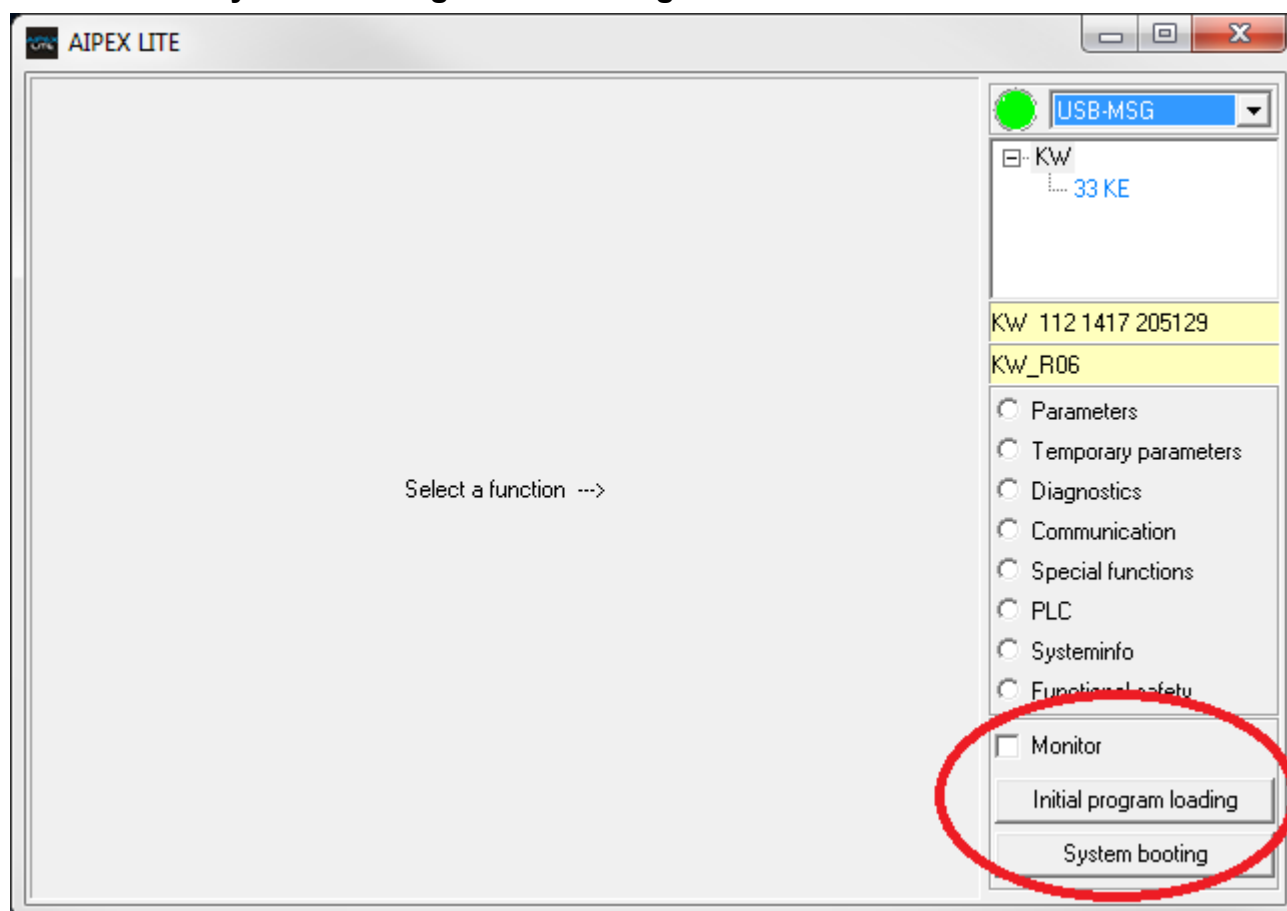 AIPEX LITE
USB-MSG
KW
33 KE
KW 112 1417 205129
KW_R06
Parameters
Temporary parameters
Diagnostics
Communication
Select a function --->
Special functions
PLC
Systeminfo
Functional safety
Monitor
Initial program loading
System booting